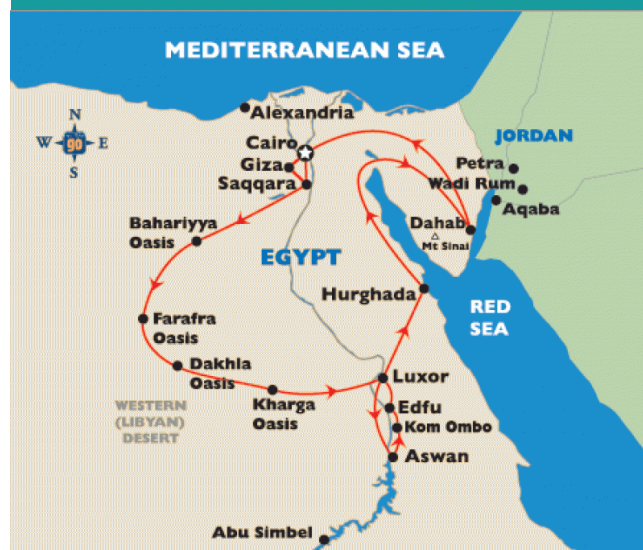 MEDITERRANEAN SEA
Alexandria
N
W
go
E
S
Cairo
Giza
Saqqara
JORDAN
Petra
Wadi Rum
Aqaba
Dahab
Mt Sinai
Bahariyya
Oasis
EGYPT
Hurghada
RED
SEA
Farafra
Oasis
Dakhla
Oasis
Kharga
Oasis
Luxor
Edfu
Kom Ombo
WESTERN
(LIBYAN)
DESERT
Aswan
Abu Simbel